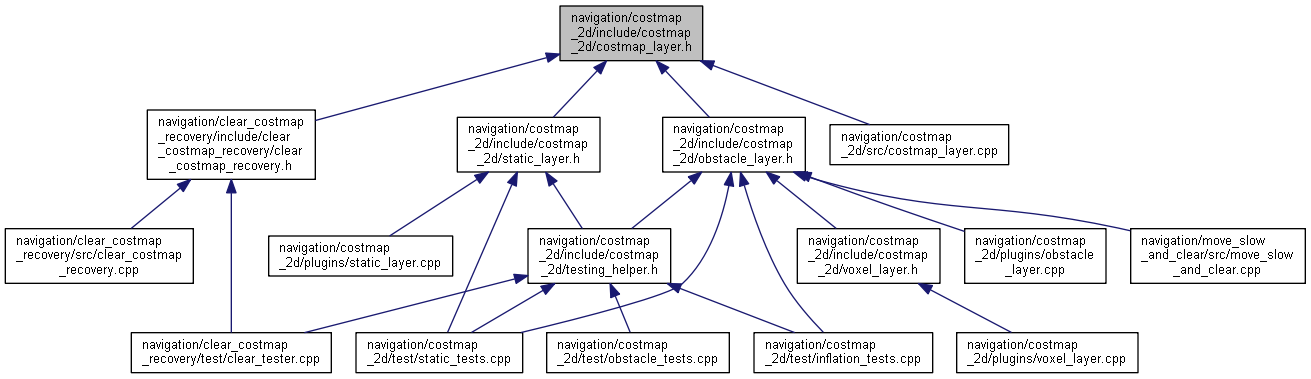 navigation/costmap
_2d/include/costmap
_2d/costmap_layer.h
navigation/clear_costmap
_recovery/include/clear
_costmap_recovery/clear
_costmap_recovery.h
navigation/costmap
_2d/include/costmap
_2d/static_layer.h
navigation/costmap
_2d/include/costmap
_2d/obstacle_layer.h
navigation/costmap
_2d/src/costmap_layer.cpp
navigation/clear_costmap
_recovery/src/clear_costmap
_recovery.cpp
navigation/costmap
_2d/plugins/static_layer.cpp
navigation/costmap
_2d/include/costmap
_2d/testing_helper.h
navigation/costmap
_2d/include/costmap
_2d/voxel_layer.h
navigation/costmap
_2d/plugins/obstacle
_layer.cpp
navigation/move_slow
_and_clear/src/move_slow
_and_clear.cpp
navigation/clear_costmap
_recovery/test/clear_tester.cpp
navigation/costmap
_2d/test/static_tests.cpp
navigation/costmap
_2d/test/obstacle_tests.cpp
navigation/costmap
_2d/test/inflation_tests.cpp
navigation/costmap
_2d/plugins/voxel_layer.cpp